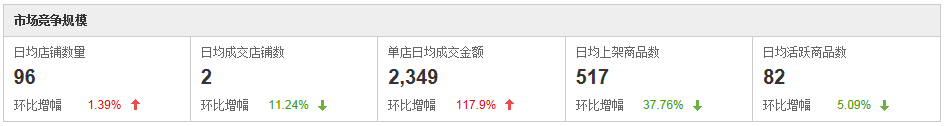 市场竞争规模
日均店铺数量 日均成交店铺数 单店日均成交金额 日均上架商品数 日均活跃商品数
96 2 2,349 517 82
环比增幅 1.39% ↑ 环比增幅 11.24% ↓ 环比增幅 117.9% ↑ 环比增幅 37.76% ↓ 环比增幅 5.09% ↓